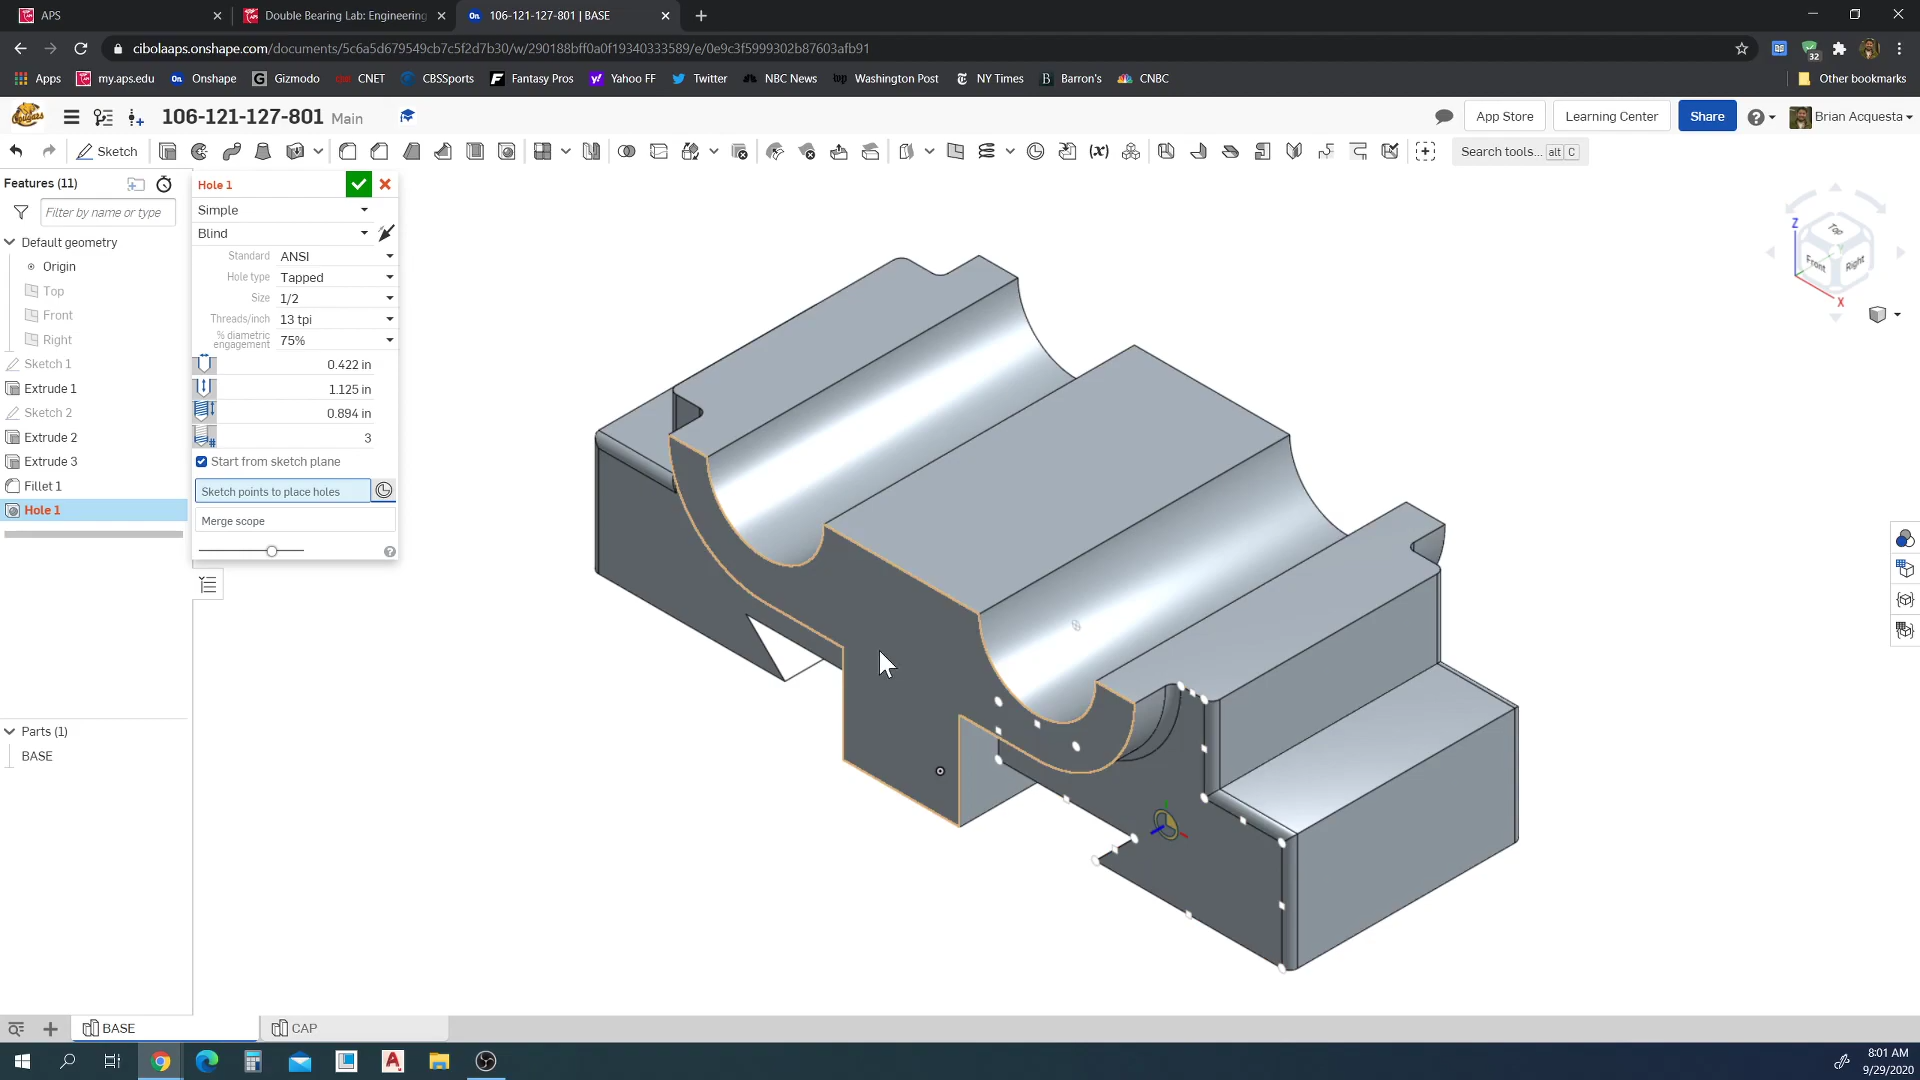 APS
Double Bearing Lab: Engineering
106-121-127-801 | BASE
cibolaaps.onshape.com/documents/5c6a5d679549cb7c5f2d7b30/w/290188bff0a0f19340333589/e/0e9c3f5999302b87603afb91
32
Apps
my.aps.edu
Onshape
Gizmodo
CNET
CBSSports
Fantasy Pros
Yahoo FF
Twitter
NBC News
Washington Post
NY Times
Barron's
CNBC
Other bookmarks
106-121-127-801 Main
App Store
Learning Center
Share
Brian Acquesta
Sketch
Search tools... alt C
Features (11)
Filter by name or type
Default geometry
Origin
Top
Front
Right
Sketch 1
Extrude 1
Sketch 2
Extrude 2
Extrude 3
Fillet 1
Hole 1
Parts (1)
BASE
Hole 1
Simple
Blind
Standard ANSI
Hole type Tapped
Size 1/2
Threads/inch 13 tpi
% diametric engagement 75%
0.422 in
1.125 in
0.894 in
3
Start from sketch plane
Sketch points to place holes
Merge scope
Z
Top
Front
Right
X
BASE
CAP
8:01 AM
9/29/2020